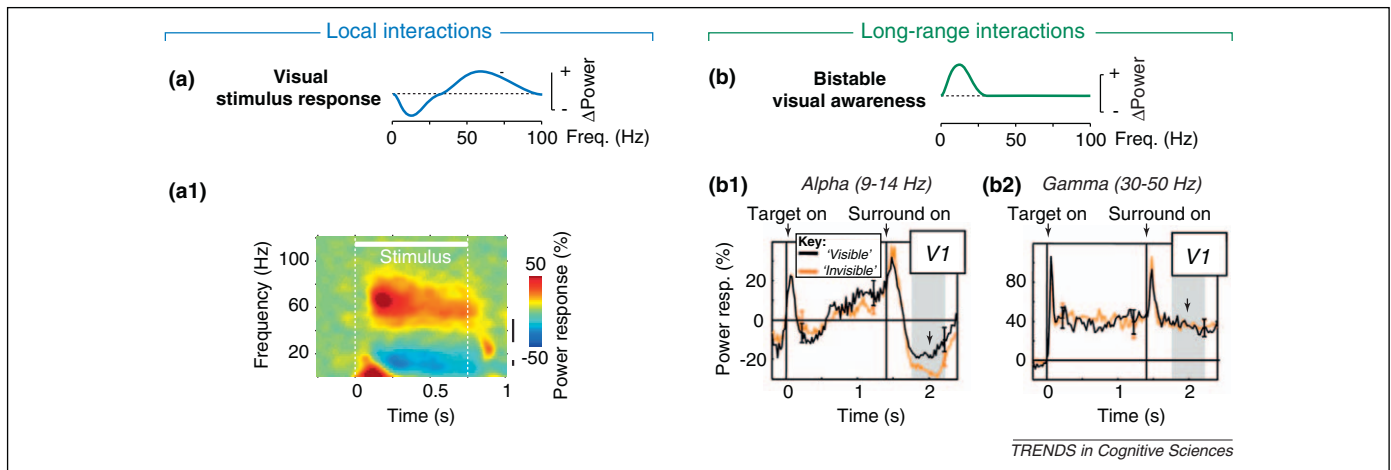 Local interactions
Long-range interactions
(a)
Visual
stimulus response
+
-
ΔPower
0
50
100
Freq. (Hz)
(b)
Bistable
visual awareness
+
-
ΔPower
0
50
100
Freq. (Hz)
(a1)
Stimulus
Frequency (Hz)
100
60
20
0
0.5
1
Time (s)
50
-50
Power response (%)
(b1)
Alpha (9-14 Hz)
Target on
Surround on
Key:
'Visible'
'Invisible'
V1
Power resp. (%)
20
0
-20
0
1
2
Time (s)
(b2)
Gamma (30-50 Hz)
Target on
Surround on
V1
80
40
0
0
1
2
Time (s)
TRENDS in Cognitive Sciences